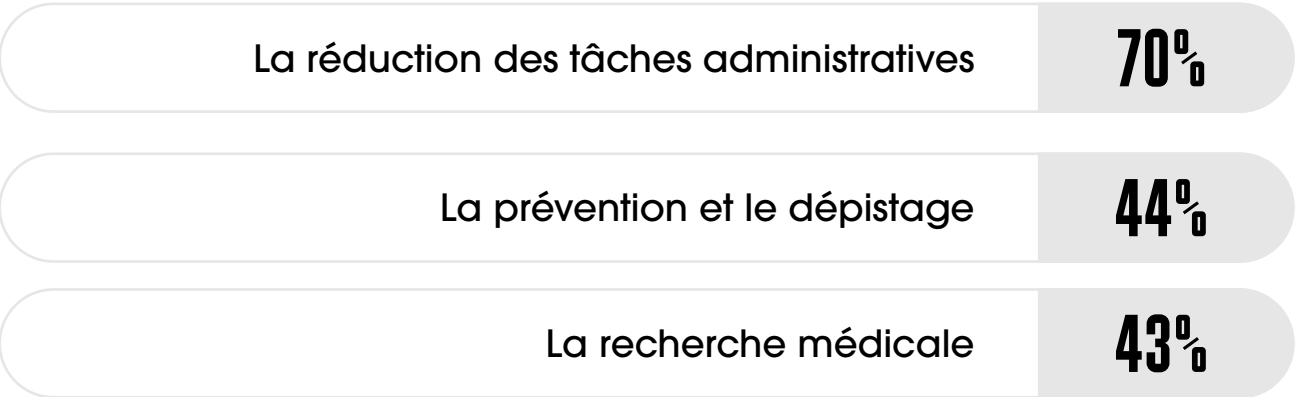 La réduction des tâches administratives 70%
La prévention et le dépistage 44%
La recherche médicale 43%